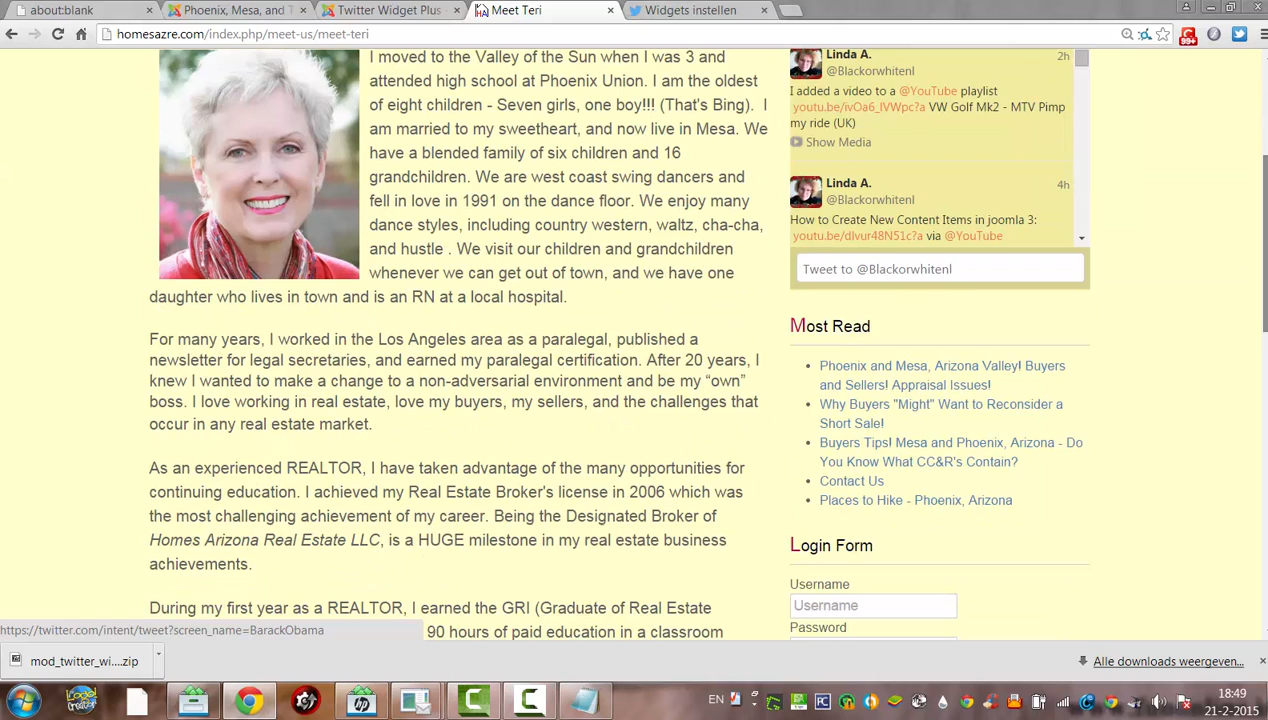 about:blank
Phoenix, Mesa, and T
Twitter Widget Plus -
Meet Teri
Widgets instellen
homesazre.com/index.php/meet-us/meet-teri
99+
I moved to the Valley of the Sun when I was 3 and
attended high school at Phoenix Union. I am the oldest
of eight children - Seven girls, one boy!!! (That's Bing). I
am married to my sweetheart, and now live in Mesa. We
have a blended family of six children and 16
grandchildren. We are west coast swing dancers and
fell in love in 1991 on the dance floor. We enjoy many
dance styles, including country western, waltz, cha-cha,
and hustle . We visit our children and grandchildren
whenever we can get out of town, and we have one
daughter who lives in town and is an RN at a local hospital.
For many years, I worked in the Los Angeles area as a paralegal, published a
newsletter for legal secretaries, and earned my paralegal certification. After 20 years, I
knew I wanted to make a change to a non-adversarial environment and be my “own”
boss. I love working in real estate, love my buyers, my sellers, and the challenges that
occur in any real estate market.
As an experienced REALTOR, I have taken advantage of the many opportunities for
continuing education. I achieved my Real Estate Broker's license in 2006 which was
the most challenging achievement of my career. Being the Designated Broker of
Homes Arizona Real Estate LLC, is a HUGE milestone in my real estate business
achievements.
During my first year as a REALTOR, I earned the GRI (Graduate of Real Estate
90 hours of paid education in a classroom
Linda A. 2h
@Blackorwhitenl
I added a video to a @YouTube playlist
youtu.be/ivOa6_IVWpc?a VW Golf Mk2 - MTV Pimp
my ride (UK)
Show Media
Linda A. 4h
@Blackorwhitenl
How to Create New Content Items in joomla 3:
youtu.be/dIvur48N51c?a via @YouTube
Tweet to @Blackorwhitenl
Most Read
Phoenix and Mesa, Arizona Valley! Buyers
and Sellers! Appraisal Issues!
Why Buyers "Might" Want to Reconsider a
Short Sale!
Buyers Tips! Mesa and Phoenix, Arizona - Do
You Know What CC&R's Contain?
Contact Us
Places to Hike - Phoenix, Arizona
Login Form
Username
Username
Password
https://twitter.com/intent/tweet?screen_name=BarackObama
mod_twitter_wi....zip
Alle downloads weergeven...
EN
18:49
21-2-2015